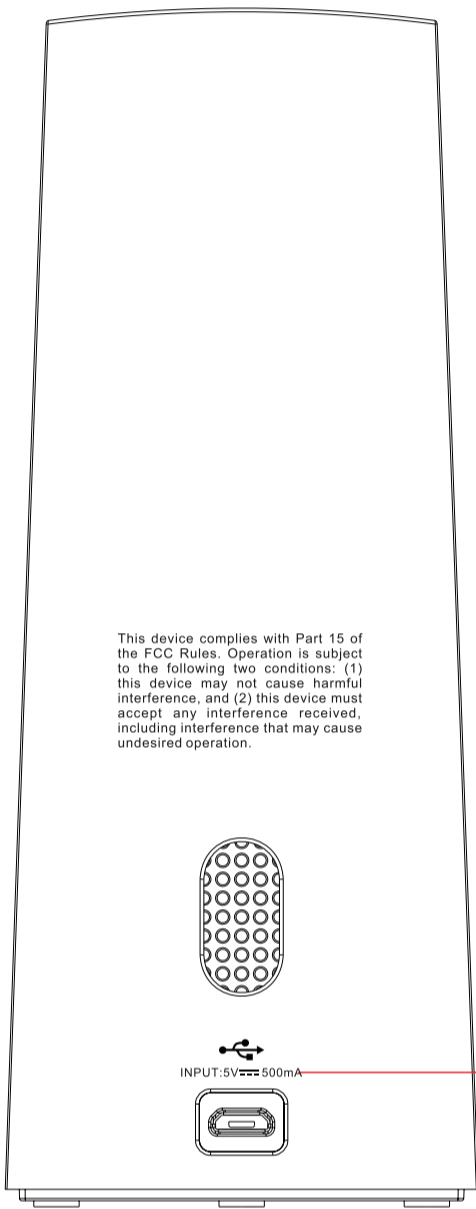 This device complies with Part 15 of
the FCC Rules. Operation is subject
to the following two conditions: (1)
this device may not cause harmful
interference, and (2) this device must
accept any interference received,
including interference that may cause
undesired operation.
INPUT:5V⎓500mA